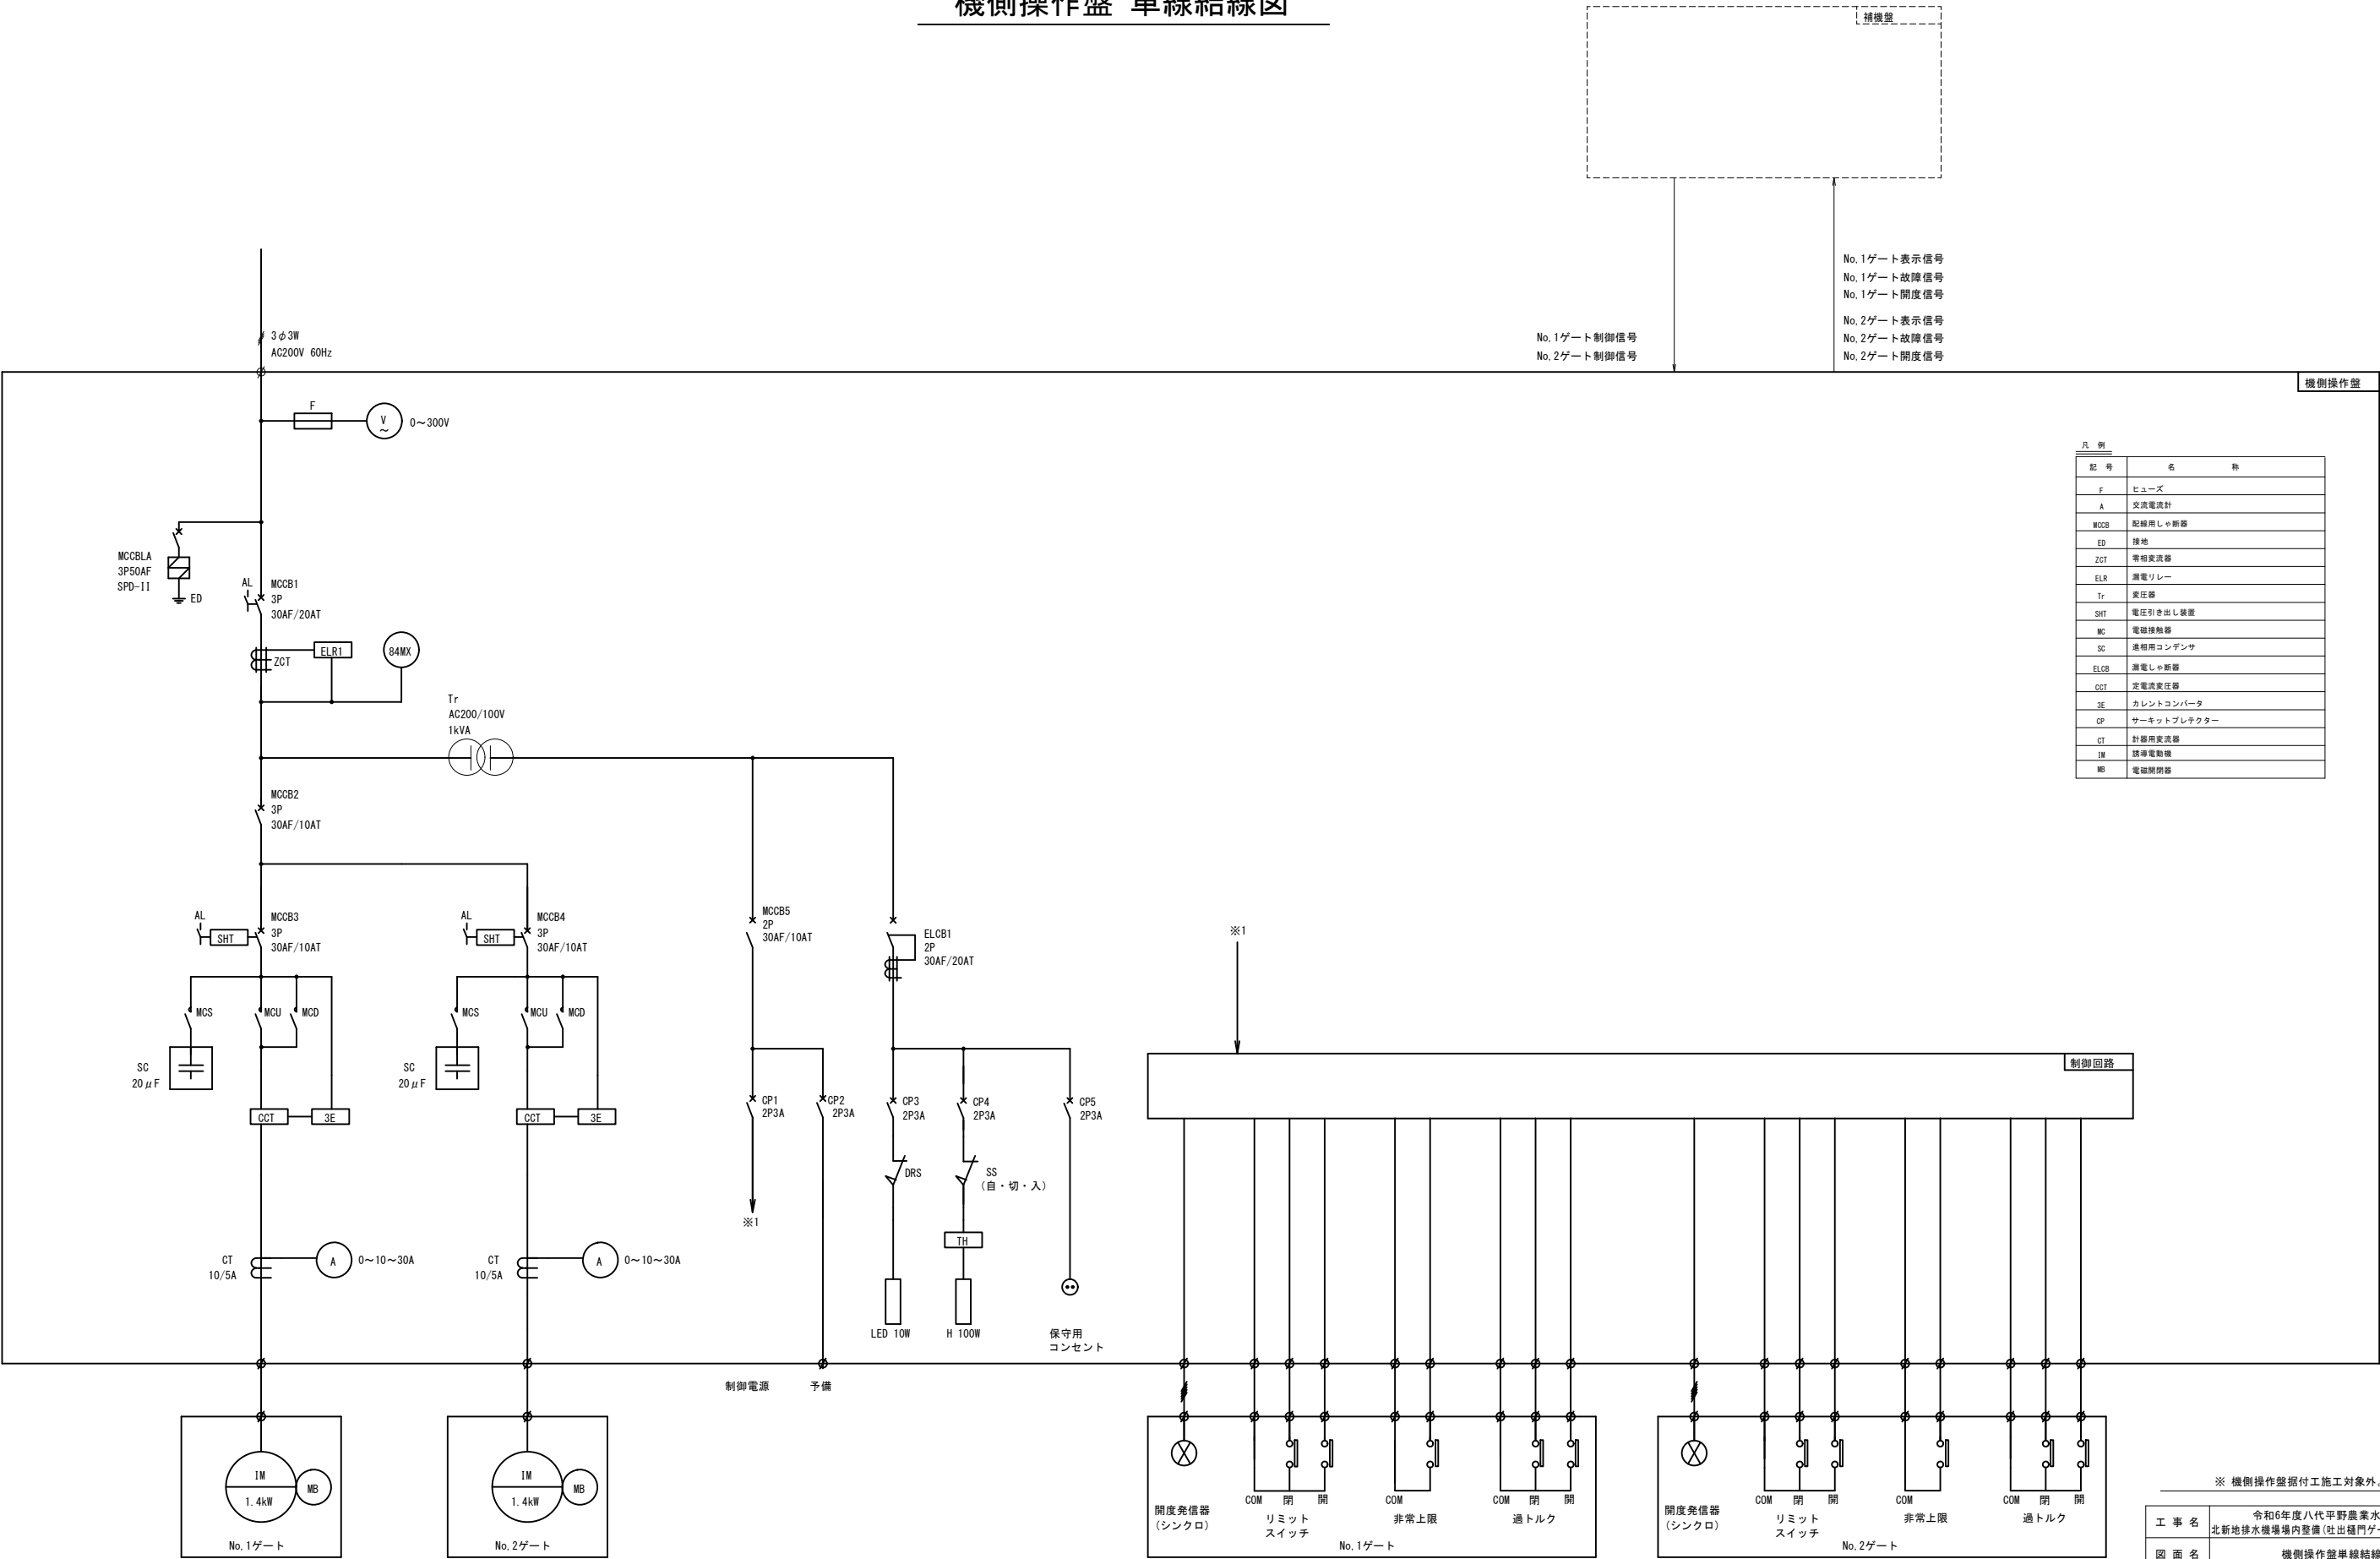 機側操作盤 単線結線図
補機盤
No.1ゲート表示信号
No.1ゲート故障信号
No.1ゲート開度信号
No.2ゲート表示信号
No.2ゲート故障信号
No.2ゲート開度信号
No.1ゲート制御信号
No.2ゲート制御信号
3φ3W
AC200V 60Hz
機側操作盤
F
V
~
0~300V
凡 例
記 号 名 称
F ヒューズ
A 交流電流計
MCCB 配線用しゃ断器
ED 接地
ZCT 零相変流器
ELR 漏電リレー
Tr 変圧器
SHT 電圧引き出し装置
MC 電磁接触器
SC 進相用コンデンサ
ELCB 漏電しゃ断器
CCT 定電流変圧器
3E カレントコンバータ
CP サーキットプレテクター
CT 計器用変流器
IM 誘導電動機
MB 電磁開閉器
MCCBLA
3P50AF
SPD-II
ED
AL
MCCB1
3P
30AF/20AT
ZCT
ELR1
84MX
Tr
AC200/100V
1kVA
MCCB2
3P
30AF/10AT
AL
SHT
MCCB3
3P
30AF/10AT
AL
SHT
MCCB4
3P
30AF/10AT
MCCB5
2P
30AF/10AT
ELCB1
2P
30AF/20AT
※1
MCS
MCU
MCD
SC
20μF
CCT
3E
MCS
MCU
MCD
SC
20μF
CCT
3E
CP1
2P3A
CP2
2P3A
CP3
2P3A
CP4
2P3A
CP5
2P3A
制御回路
DRS
SS
(自・切・入)
※1
TH
CT
10/5A
A
0~10~30A
CT
10/5A
A
0~10~30A
LED 10W
H 100W
保守用
コンセント
制御電源
予備
IM
1.4kW
MB
No.1ゲート
IM
1.4kW
MB
No.2ゲート
開度発信器
(シンクロ)
COM 閉 開
リミット
スイッチ
COM
非常上限
COM 閉 開
過トルク
No.1ゲート
開度発信器
(シンクロ)
COM 閉 開
リミット
スイッチ
COM
非常上限
COM 閉 開
過トルク
No.2ゲート
※ 機側操作盤据付工施工対象外。
工 事 名
令和6年度八代平野農業水
北新地排水機場場内整備(吐出樋門ゲー
図 面 名
機側操作盤単線結線